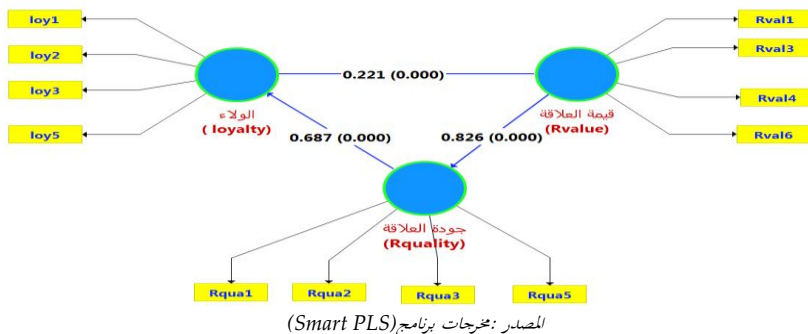 loy1
loy2
loy3
loy5
الولاء
( loyalty)
0.221 (0.000)
Rval1
Rval3
Rval4
Rval6
قيمة العلاقة
(Rvalue)
0.687 (0.000)
0.826 (0.000)
جودة العلاقة
(Rquality)
Rqua1
Rqua2
Rqua3
Rqua5
المصدر :مخرجات برنامج(Smart PLS)